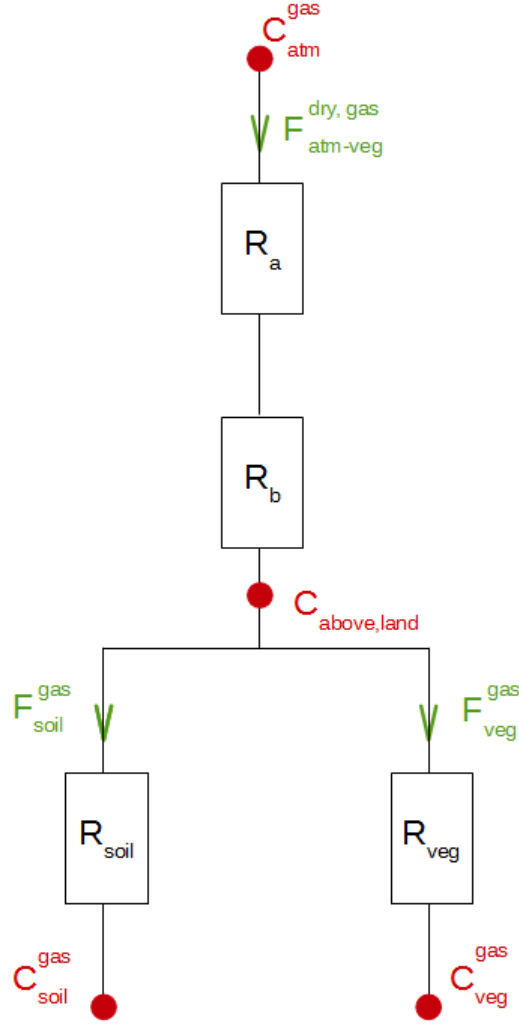 C gas atm
F dry, gas atm-veg
R a
R b
C above,land
F gas soil
F gas veg
R soil
R veg
C gas soil
C gas veg